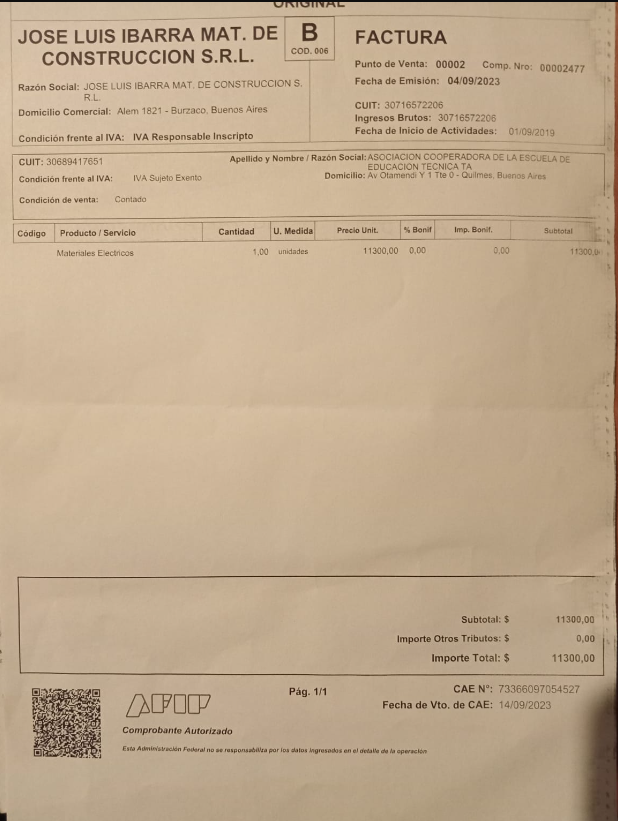 ORIGINAL
JOSE LUIS IBARRA MAT. DE
CONSTRUCCION S.R.L.
B
COD. 006
FACTURA
Punto de Venta: 00002 Comp. Nro: 00002477
Fecha de Emisión: 04/09/2023
Razón Social: JOSE LUIS IBARRA MAT. DE CONSTRUCCION S.
R.L.
Domicilio Comercial: Alem 1821 - Burzaco, Buenos Aires
Condición frente al IVA: IVA Responsable Inscripto
CUIT: 30716572206
Ingresos Brutos: 30716572206
Fecha de Inicio de Actividades: 01/09/2019
CUIT: 30689417651
Apellido y Nombre / Razón Social: ASOCIACION COOPERADORA DE LA ESCUELA DE
EDUCACION TECNICA TA
Condición frente al IVA: IVA Sujeto Exento
Domicilio: Av Otamendi Y 1 Tte 0 - Quilmes, Buenos Aires
Condición de venta: Contado
Código Producto / Servicio Cantidad U. Medida Precio Unit. % Bonif Imp. Bonif. Subtotal
Materiales Electricos 1,00 unidades 11300,00 0,00 0,00 11300,00
Subtotal: $ 11300,00
Importe Otros Tributos: $ 0,00
Importe Total: $ 11300,00
AFIP
Pág. 1/1
CAE N°: 73366097054527
Fecha de Vto. de CAE: 14/09/2023
Comprobante Autorizado
Esta Administración Federal no se responsabiliza por los datos ingresados en el detalle de la operación